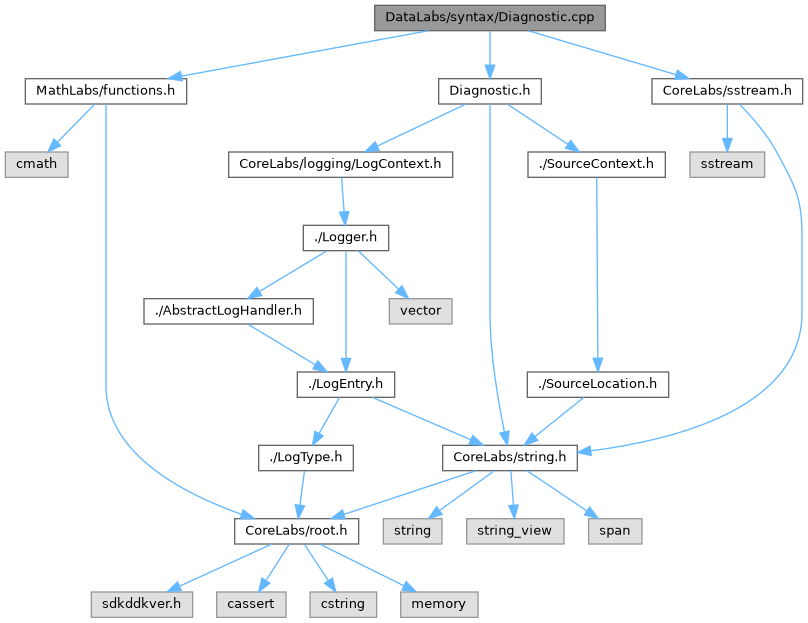 DataLabs/syntax/Diagnostic.cpp
MathLabs/functions.h
Diagnostic.h
CoreLabs/sstream.h
cmath
CoreLabs/logging/LogContext.h
./SourceContext.h
sstream
./Logger.h
./AbstractLogHandler.h
vector
./LogEntry.h
./SourceLocation.h
./LogType.h
CoreLabs/string.h
CoreLabs/root.h
string
string_view
span
sdkddkver.h
cassert
cstring
memory